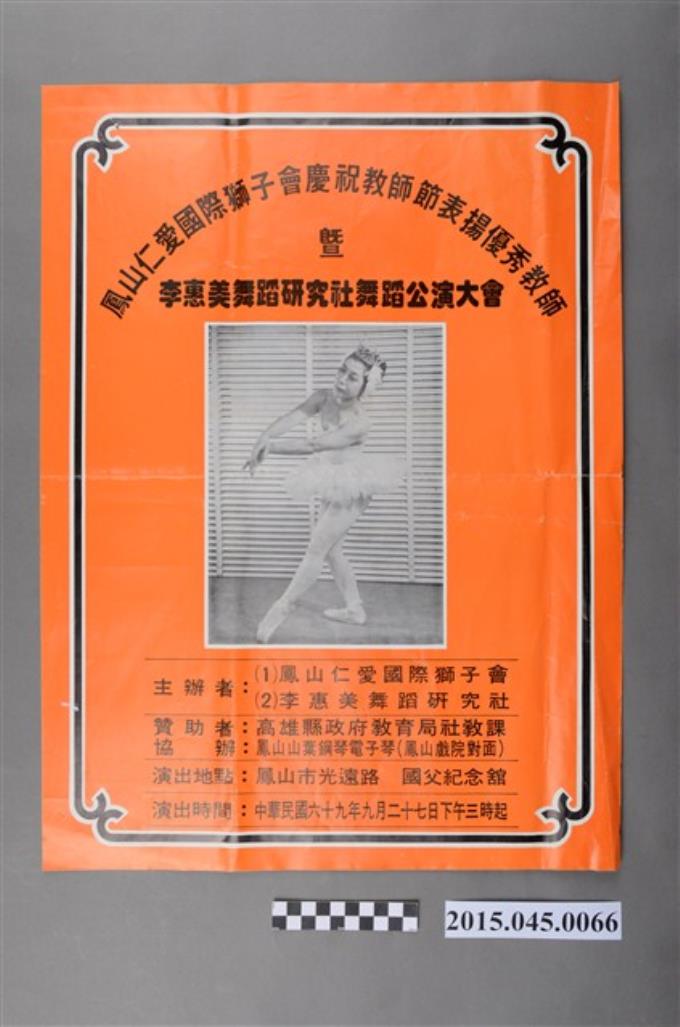 鳳山仁愛國際獅子會慶祝教師節表揚優秀教師
暨
李惠美舞蹈研究社舞蹈公演大會
主辦者：(1)鳳山仁愛國際獅子會
(2)李惠美舞蹈研究社
贊助者：高雄縣政府教育局社教課
協辦：鳳山山葉鋼琴電子琴(鳳山戲院對面)
演出地點：鳳山市光遠路 國父紀念舘
演出時間：中華民國六十九年九月二十七日下午三時起
2015.045.0066